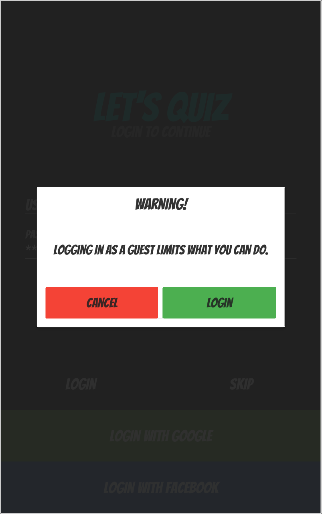 LET'S QUIZ
LOGIN TO CONTINUE
WARNING!
LOGGING IN AS A GUEST LIMITS WHAT YOU CAN DO.
CANCEL
LOGIN
LOGIN
SKIP
LOGIN WITH GOOGLE
LOGIN WITH FACEBOOK